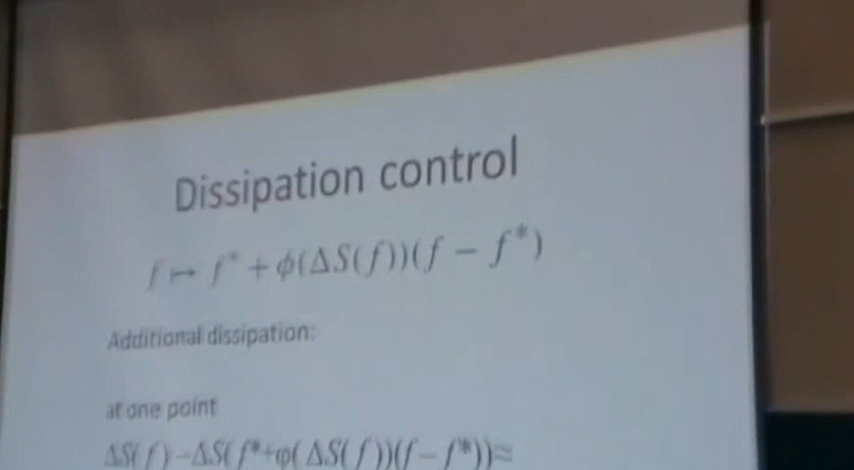 Dissipation control
f ↦ f* + ϕ(ΔS(f))(f − f*)
Additional dissipation:
at one point
ΔS(f)−ΔS(f*+φ(ΔS(f))(f−f*))≈